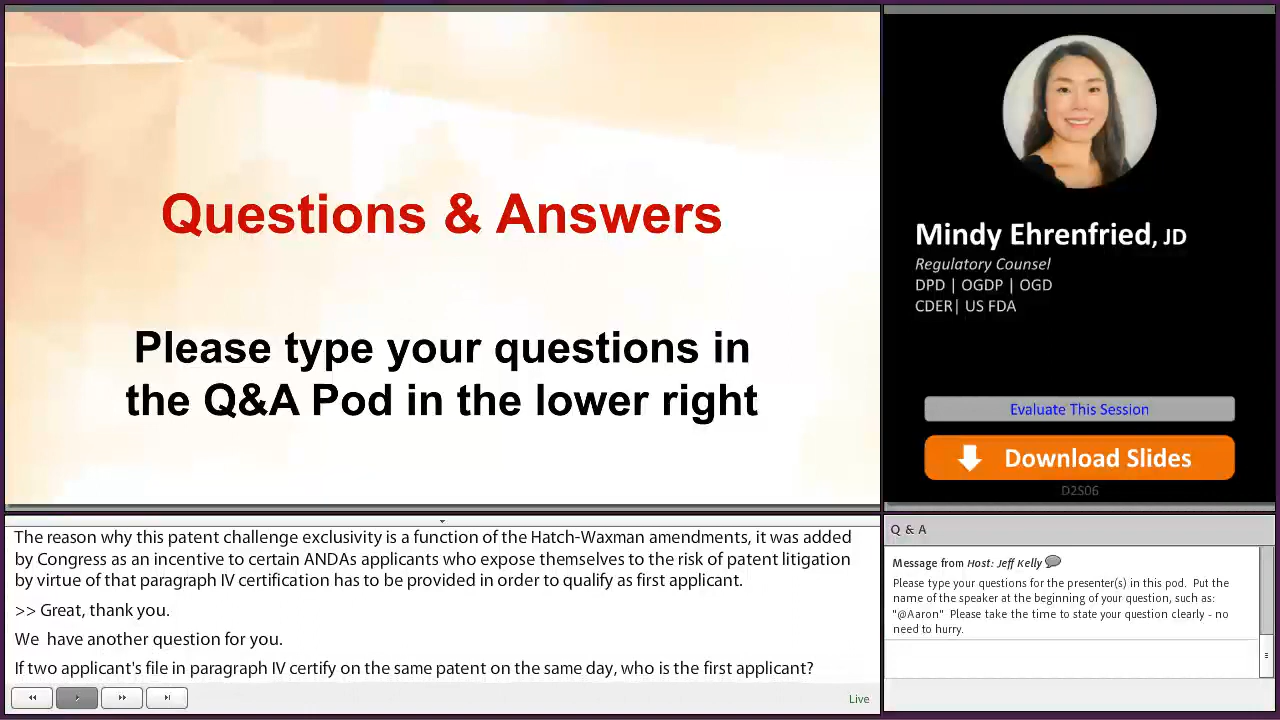 Questions & Answers
Please type your questions in
the Q&A Pod in the lower right
Mindy Ehrenfried, JD
Regulatory Counsel
DPD | OGDP | OGD
CDER| US FDA
Evaluate This Session
Download Slides
D2S06
The reason why this patent challenge exclusivity is a function of the Hatch-Waxman amendments, it was added
by Congress as an incentive to certain ANDAs applicants who expose themselves to the risk of patent litigation
by virtue of that paragraph IV certification has to be provided in order to qualify as first applicant.
>> Great, thank you.
We have another question for you.
If two applicant's file in paragraph IV certify on the same patent on the same day, who is the first applicant?
Live
Q & A
Message from Host: Jeff Kelly
Please type your questions for the presenter(s) in this pod. Put the
name of the speaker at the beginning of your question, such as:
"@Aaron" Please take the time to state your question clearly - no
need to hurry.